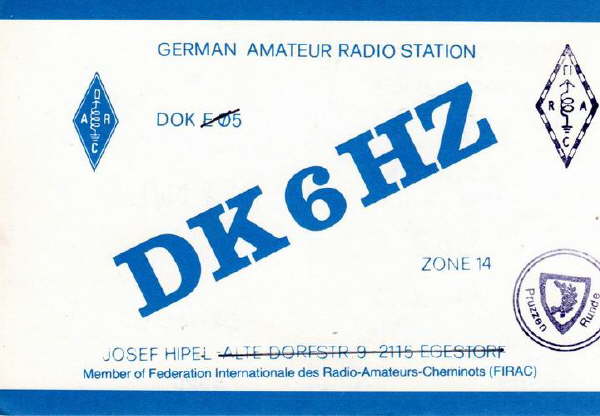 GERMAN AMATEUR RADIO STATION
D
A R
C
FI
R A
C
DOK E05
DK6HZ
ZONE 14
Pruzzen Runde
JOSEF HIPEL ALTE DORFSTR 9 2115 EGESTORF
Member of Federation Internationale des Radio-Amateurs-Cheminots (FIRAC)